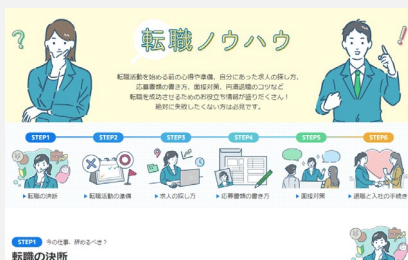 転職ノウハウ
転職活動を始める前の心得や準備、自分にあった求人の探し方、
応募書類の書き方、面接対策、円満退職のコツなど
転職を成功させるためのお役立ち情報が盛りだくさん！
絶対に失敗したくない方は必見です。
STEP1 STEP2 STEP3 STEP4 STEP5 STEP6
転職の決断 転職活動の準備 求人の探し方 応募書類の書き方 面接対策 退職と入社の手続き
STEP1 今の仕事、辞めるべき？
転職の決断